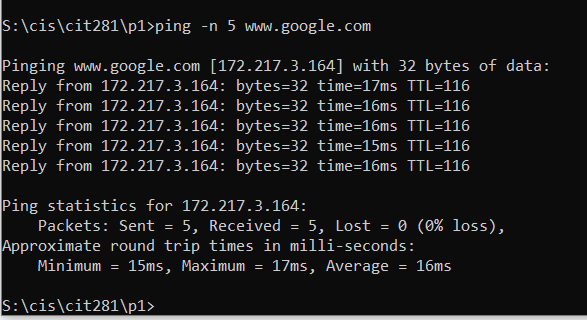 S:\cis\cit281\p1>ping -n 5 www.google.com
Pinging www.google.com [172.217.3.164] with 32 bytes of data:
Reply from 172.217.3.164: bytes=32 time=17ms TTL=116
Reply from 172.217.3.164: bytes=32 time=16ms TTL=116
Reply from 172.217.3.164: bytes=32 time=16ms TTL=116
Reply from 172.217.3.164: bytes=32 time=15ms TTL=116
Reply from 172.217.3.164: bytes=32 time=16ms TTL=116
Ping statistics for 172.217.3.164:
    Packets: Sent = 5, Received = 5, Lost = 0 (0% loss),
Approximate round trip times in milli-seconds:
    Minimum = 15ms, Maximum = 17ms, Average = 16ms
S:\cis\cit281\p1>